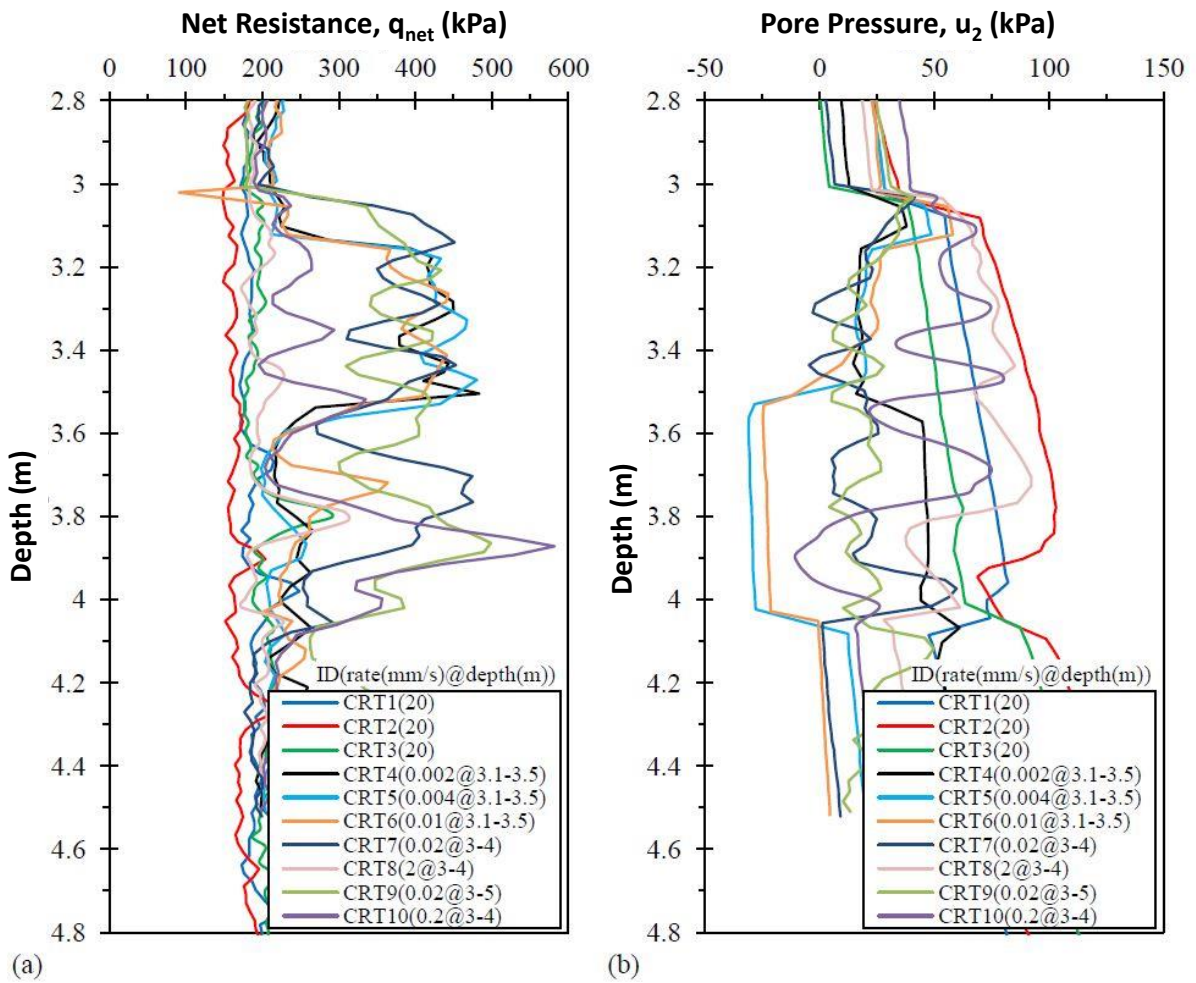 Net Resistance, qnet (kPa)
0 100 200 300 400 500 600
2.8
3
3.2
3.4
3.6
3.8
4
4.2
4.4
4.6
4.8
Depth (m)
ID(rate(mm/s)@depth(m))
CRT1(20)
CRT2(20)
CRT3(20)
CRT4(0.002@3.1-3.5)
CRT5(0.004@3.1-3.5)
CRT6(0.01@3.1-3.5)
CRT7(0.02@3-4)
CRT8(2@3-4)
CRT9(0.02@3-5)
CRT10(0.2@3-4)
(a)
Pore Pressure, u2 (kPa)
-50 0 50 100 150
2.8
3
3.2
3.4
3.6
3.8
4
4.2
4.4
4.6
4.8
Depth (m)
ID(rate(mm/s)@depth(m))
CRT1(20)
CRT2(20)
CRT3(20)
CRT4(0.002@3.1-3.5)
CRT5(0.004@3.1-3.5)
CRT6(0.01@3.1-3.5)
CRT7(0.02@3-4)
CRT8(2@3-4)
CRT9(0.02@3-5)
CRT10(0.2@3-4)
(b)